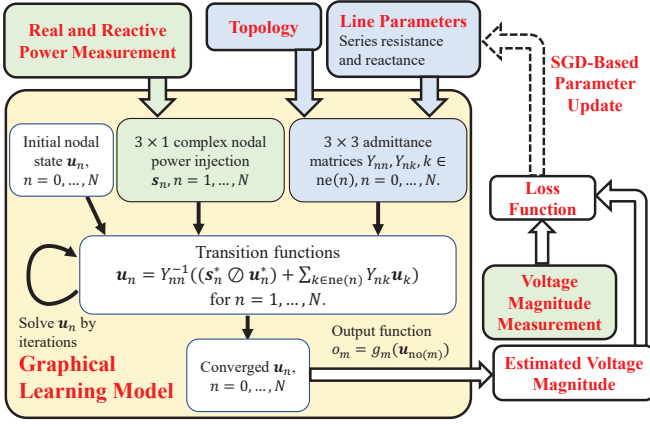 Real and Reactive
Power Measurement
Topology
Line Parameters
Series resistance
and reactance
SGD-Based
Parameter
Update
Initial nodal
state 𝒖ₙ,
𝑛 = 0, … , 𝑁
3 × 1 complex nodal
power injection
𝒔ₙ, 𝑛 = 1, … , 𝑁
3 × 3 admittance
matrices 𝑌ₙₙ, 𝑌ₙₖ, 𝑘 ∈
ne(𝑛), 𝑛 = 0, … , 𝑁.
Loss
Function
Transition functions
𝒖ₙ = 𝑌ₙₙ⁻¹((𝒔ₙ* ⊘ 𝒖ₙ*) + ∑_{𝑘∈ne(𝑛)} 𝑌ₙₖ𝒖ₖ)
for 𝑛 = 1, … , 𝑁.
Voltage
Magnitude
Measurement
Solve 𝒖ₙ by
iterations
Output function
𝑜ₘ = 𝑔ₘ(𝒖_{no(𝑚)})
Graphical
Learning Model
Converged 𝒖ₙ,
𝑛 = 0, … , 𝑁
Estimated Voltage
Magnitude